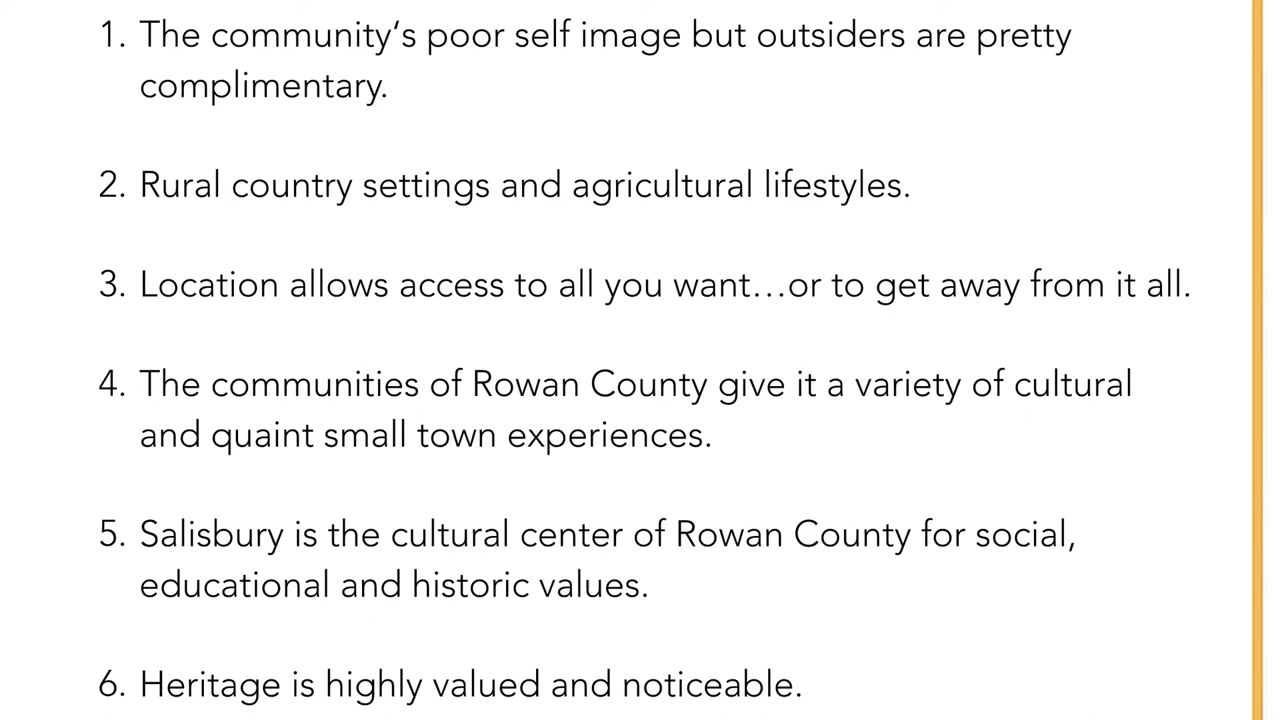 1. The community's poor self image but outsiders are pretty
complimentary.
2. Rural country settings and agricultural lifestyles.
3. Location allows access to all you want…or to get away from it all.
4. The communities of Rowan County give it a variety of cultural
and quaint small town experiences.
5. Salisbury is the cultural center of Rowan County for social,
educational and historic values.
6. Heritage is highly valued and noticeable.